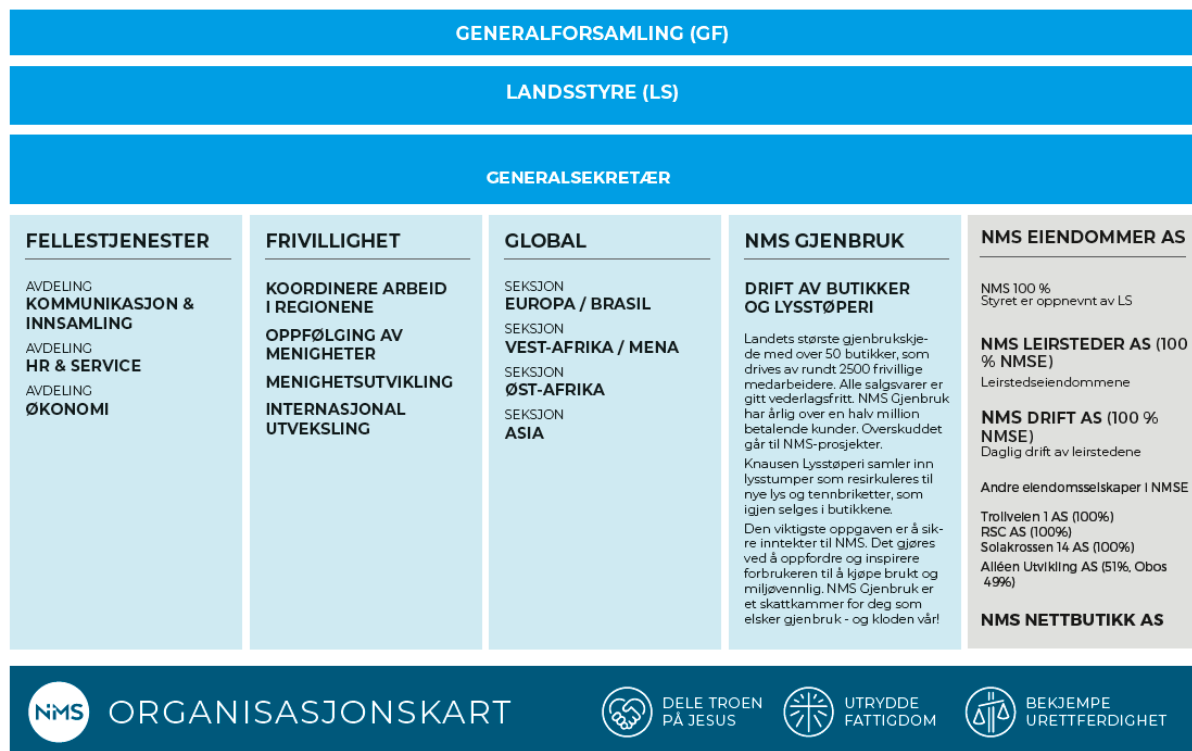 GENERALFORSAMLING (GF)
LANDSSTYRE (LS)
GENERALSEKRETÆR
FELLESTJENESTER
AVDELING
KOMMUNIKASJON &
INNSAMLING
AVDELING
HR & SERVICE
AVDELING
ØKONOMI
FRIVILLIGHET
KOORDINERE ARBEID
I REGIONENE
OPPFØLGING AV
MENIGHETER
MENIGHETSUTVIKLING
INTERNASJONAL
UTVEKSLING
GLOBAL
SEKSJON
EUROPA / BRASIL
SEKSJON
VEST-AFRIKA / MENA
SEKSJON
ØST-AFRIKA
SEKSJON
ASIA
NMS GJENBRUK
DRIFT AV BUTIKKER
OG LYSSTØPERI
Landets største gjenbrukskje-
de med over 50 butikker, som
drives av rundt 2500 frivillige
medarbeidere. Alle salgsvarer er
gitt vederlagsfritt. NMS Gjenbruk
har årlig over en halv million
betalende kunder. Overskuddet
går til NMS-prosjekter.
Knausen Lysstøperi samler inn
lysstumper som resirkuleres til
nye lys og tennbriketter, som
igjen selges i butikkene.
Den viktigste oppgaven er å sik-
re inntekter til NMS. Det gjøres
ved å oppfordre og inspirere
forbrukeren til å kjøpe brukt og
miljøvennlig. NMS Gjenbruk er
et skattkammer for deg som
elsker gjenbruk - og kloden vår!
NMS EIENDOMMER AS
NMS 100 %
Styret er oppnevnt av LS
NMS LEIRSTEDER AS (100
% NMSE)
Leirstedseiendommene
NMS DRIFT AS (100 %
NMSE)
Daglig drift av leirstedene
Andre eiendomsselskaper i NMSE
Trollveien 1 AS (100%)
RSC AS (100%)
Solakrossen 14 AS (100%)
Alléen Utvikling AS (51%, Obos
49%)
NMS NETTBUTIKK AS
NMS
ORGANISASJONSKART
DELE TROEN
PÅ JESUS
UTRYDDE
FATTIGDOM
BEKJEMPE
URETTFERDIGHET